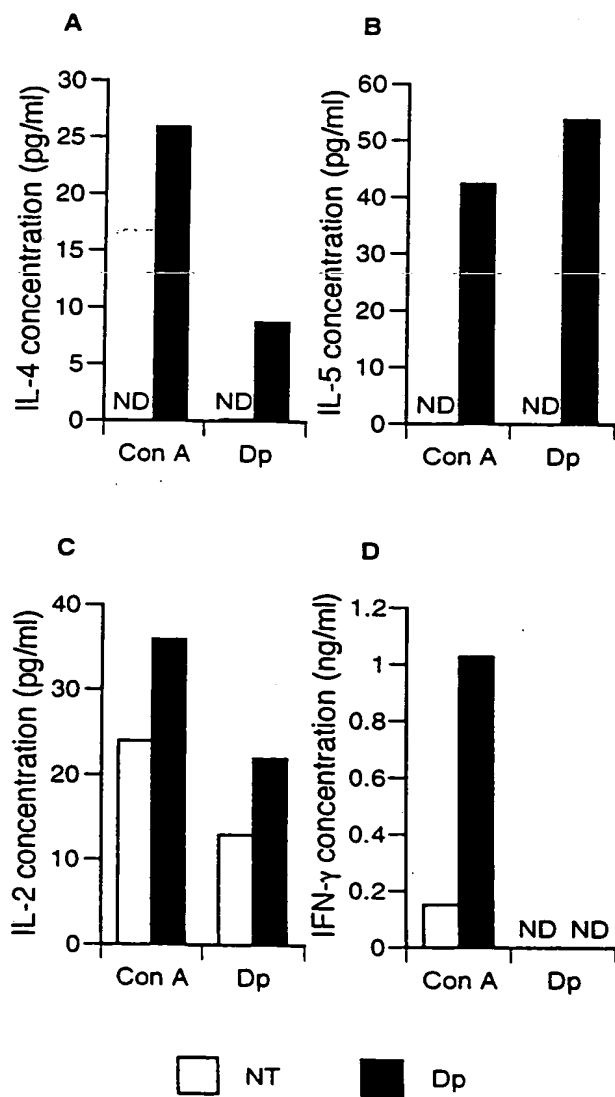 A
IL-4 concentration (pg/ml)
30
25
20
15
10
5
0
ND
ND
Con A
Dp
B
IL-5 concentration (pg/ml)
60
50
40
30
20
10
0
ND
ND
Con A
Dp
C
IL-2 concentration (pg/ml)
40
30
20
10
0
Con A
Dp
D
IFN-γ concentration (ng/ml)
1.2
1
0.8
0.6
0.4
0.2
0
ND ND
Con A
Dp
NT
Dp